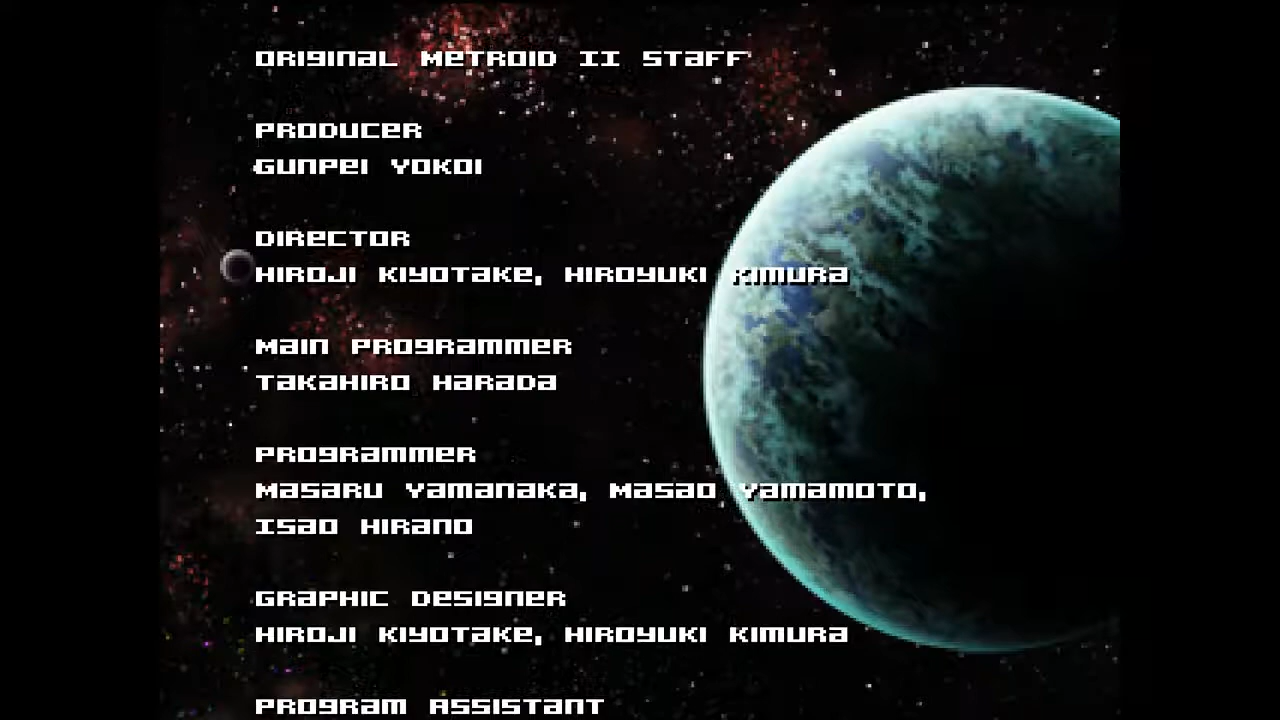 ORIGINAL METROID II STAFF
PRODUCER
GUNPEI YOKOI
DIRECTOR
HIROJI KIYOTAKE, HIROYUKI KIMURA
MAIN PROGRAMMER
TAKAHIRO HARADA
PROGRAMMER
MASARU YAMANAKA, MASAO YAMAMOTO,
ISAO HIRANO
GRAPHIC DESIGNER
HIROJI KIYOTAKE, HIROYUKI KIMURA
PROGRAM ASSISTANT